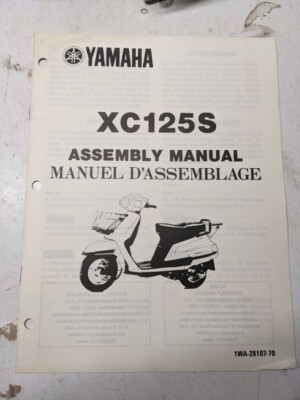 YAMAHA
XC125S
ASSEMBLY MANUAL
MANUEL D'ASSEMBLAGE
1WA-28107-70